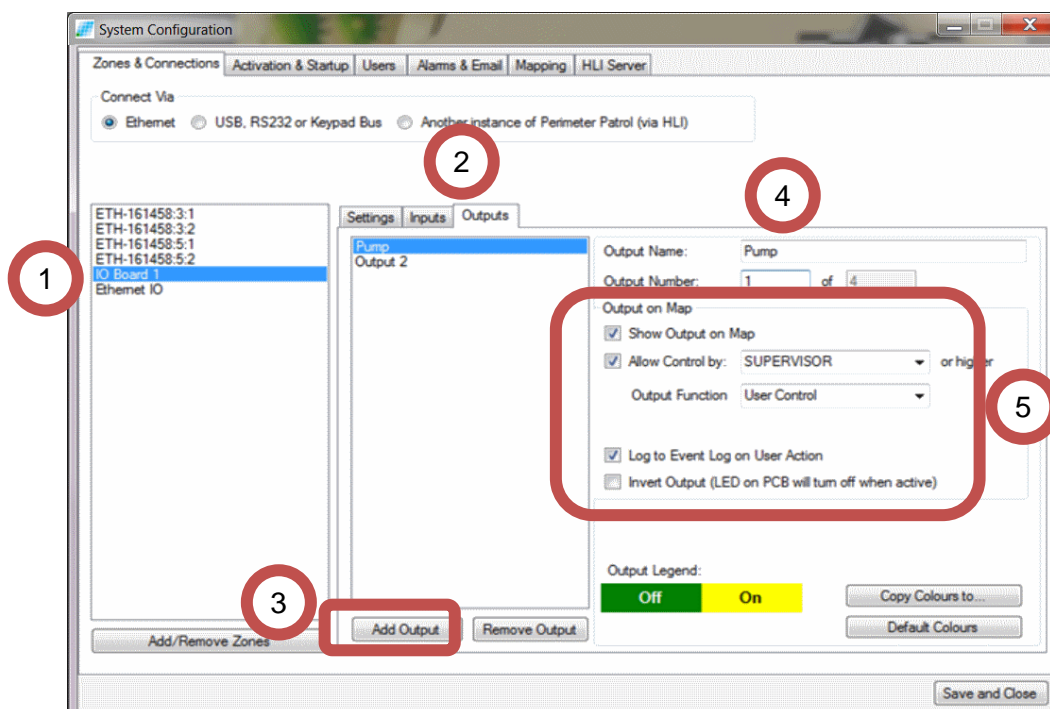 System Configuration
Zones & Connections Activation & Startup Users Alarms & Email Mapping HLI Server
Connect Via
Ethernet USB, RS232 or Keypad Bus Another instance of Perimeter Patrol (via HLI)
2
4
1
ETH-161458:3:1
ETH-161458:3:2
ETH-161458:5:1
ETH-161458:5:2
IO Board 1
Ethernet IO
Settings Inputs Outputs
Pump
Output 2
Output Name: Pump
Output Number: 1 of 4
Output on Map
Show Output on Map
Allow Control by: SUPERVISOR or higher
Output Function User Control
5
Log to Event Log on User Action
Invert Output (LED on PCB will turn off when active)
Output Legend:
Off On
3
Copy Colours to...
Add/Remove Zones
Add Output Remove Output
Default Colours
Save and Close